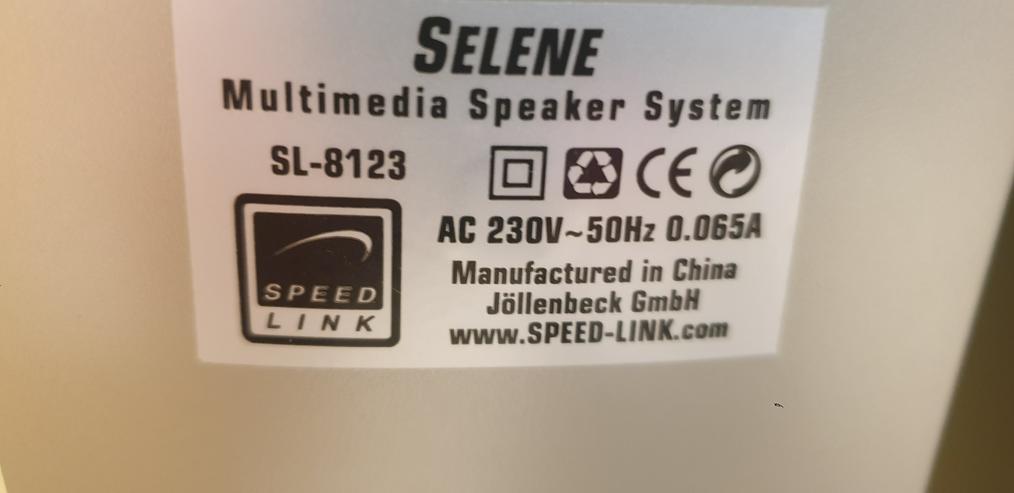 SELENE
Multimedia Speaker System
SL-8123
CE
AC 230V~50Hz 0.065A
SPEED
LINK
Manufactured in China
Jöllenbeck GmbH
www.SPEED-LINK.com